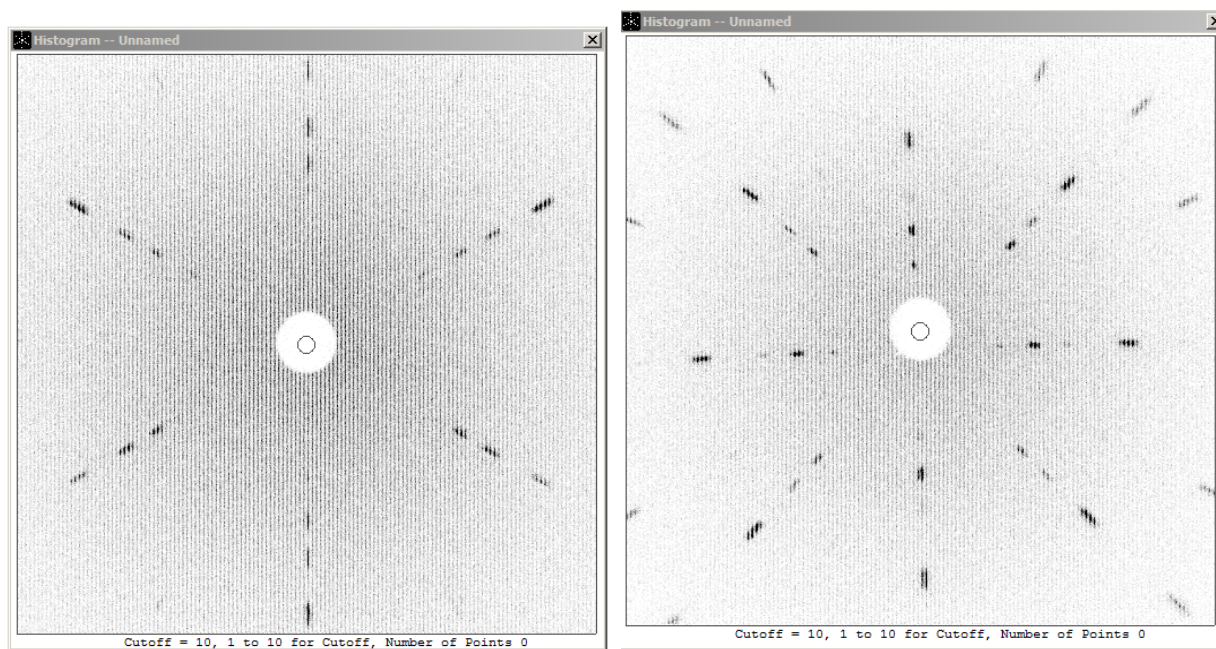 Histogram -- Unnamed
Cutoff = 10, 1 to 10 for Cutoff, Number of Points 0
Histogram -- Unnamed
Cutoff = 10, 1 to 10 for Cutoff, Number of Points 0